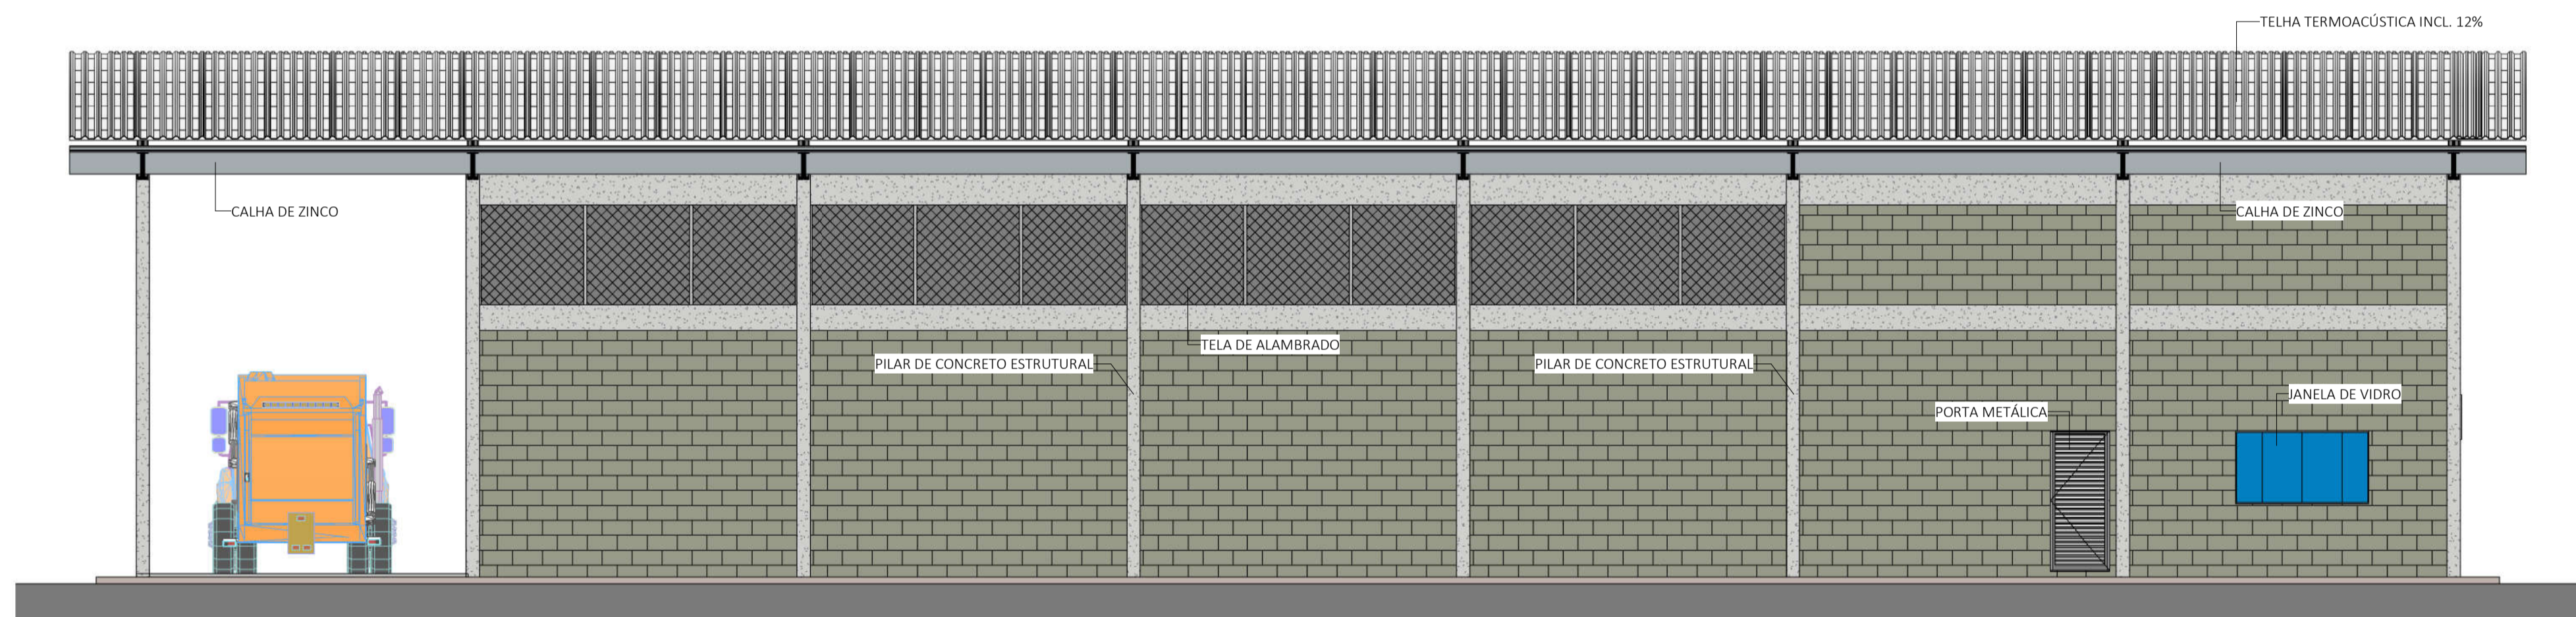 TELHA TERMOACÚSTICA INCL. 12%
CALHA DE ZINCO
CALHA DE ZINCO
TELA DE ALAMBRADO
PILAR DE CONCRETO ESTRUTURAL
PILAR DE CONCRETO ESTRUTURAL
JANELA DE VIDRO
PORTA METÁLICA